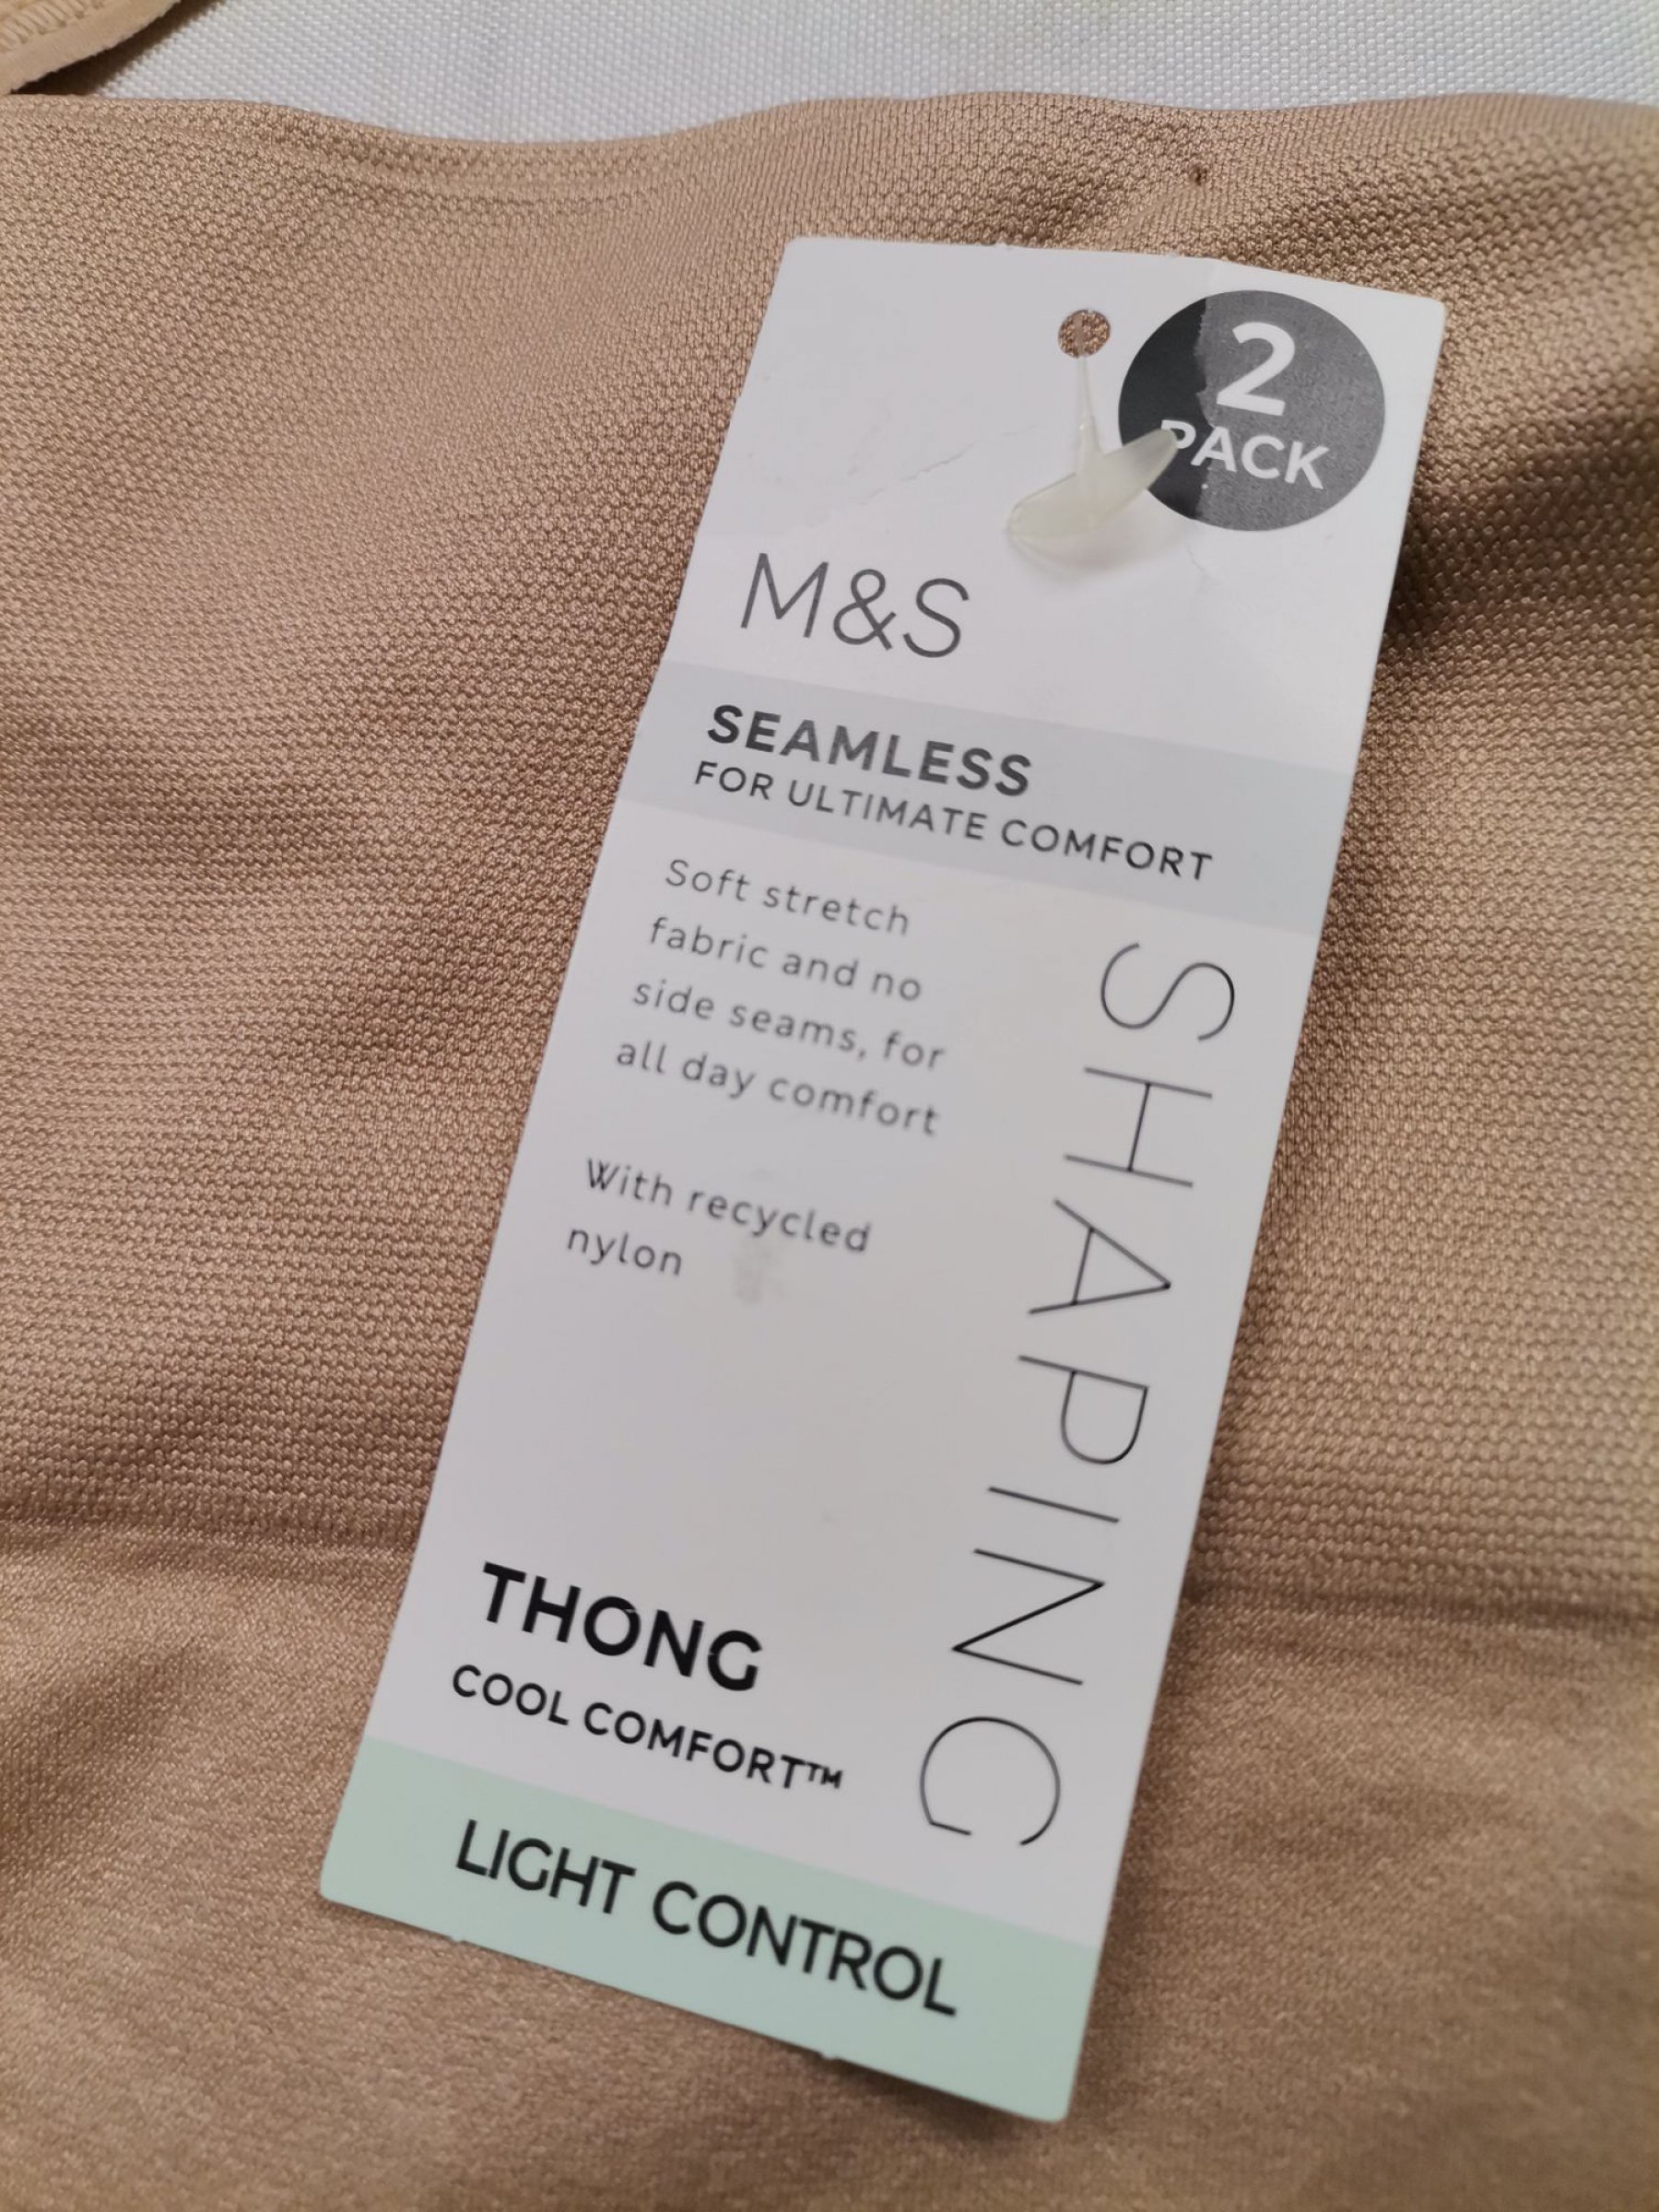 2
PACK
M&S
SEAMLESS
FOR ULTIMATE COMFORT
Soft stretch
fabric and no
side seams, for
all day comfort
With recycled
nylon
SHAPING
THONG
COOL COMFORT™
LIGHT CONTROL